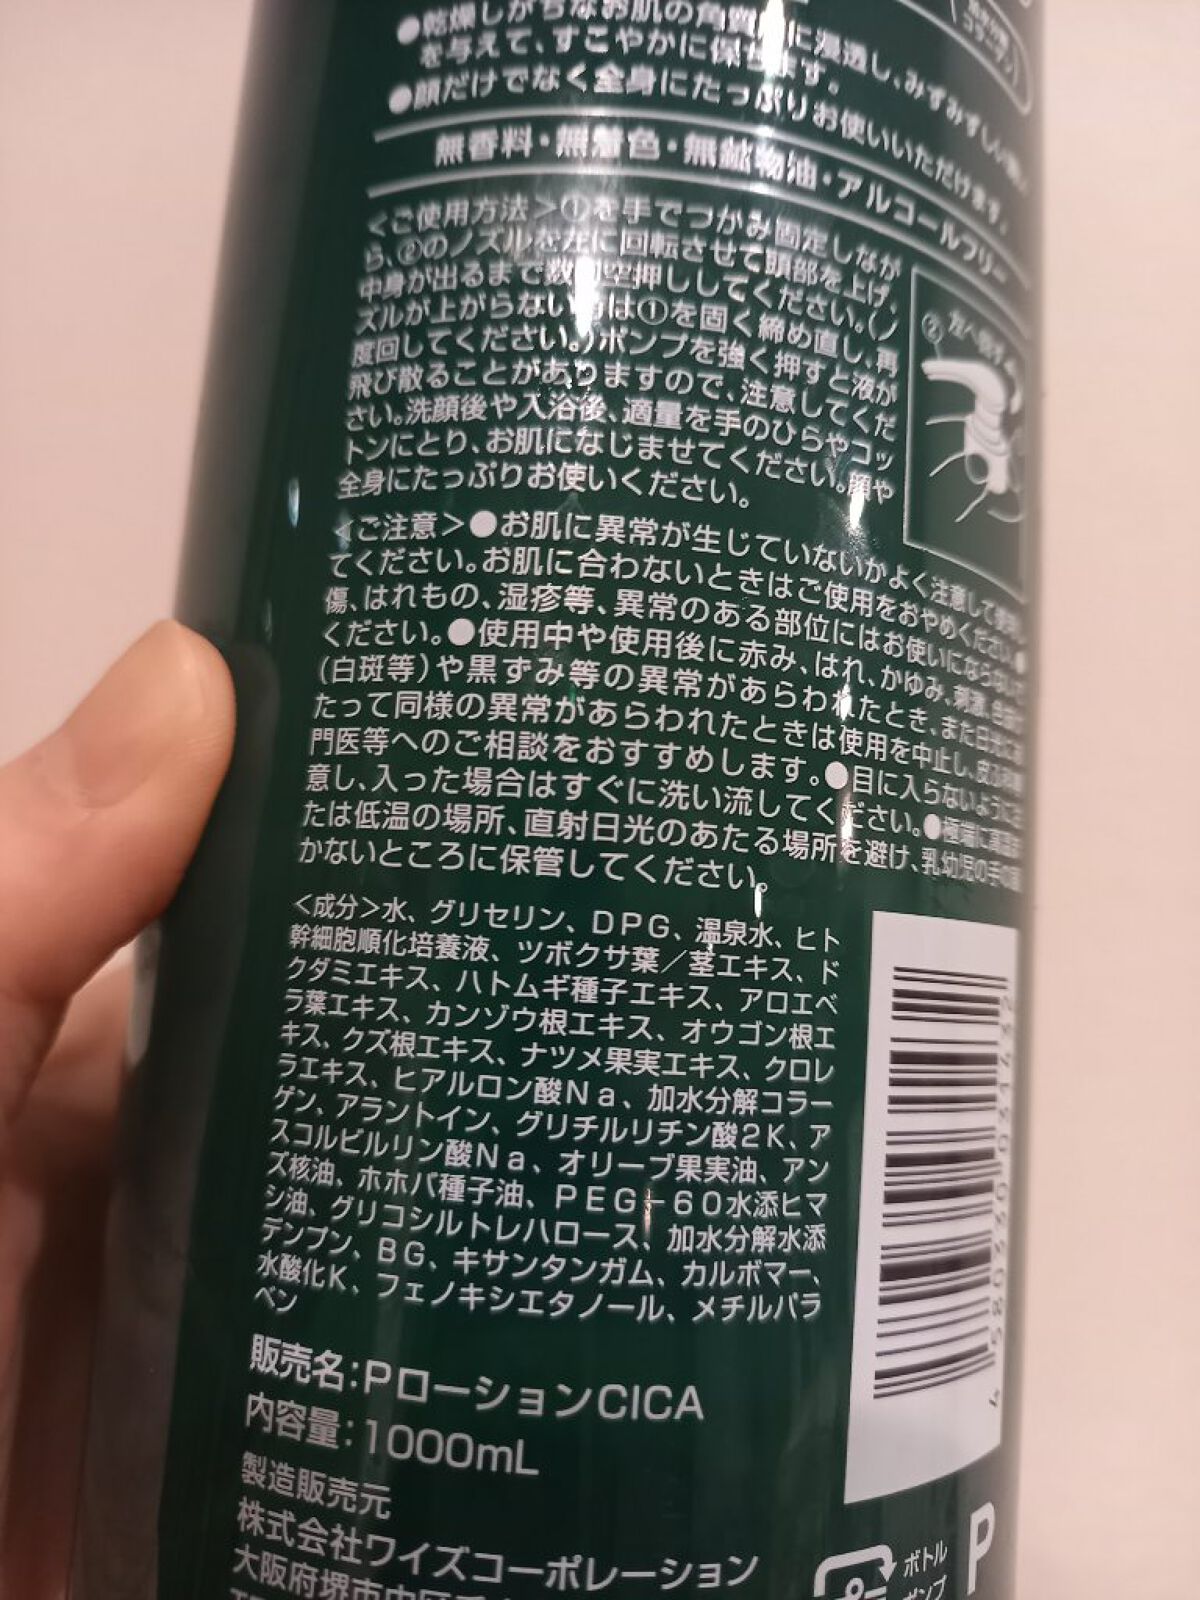 ●乾燥しがちなお肌の角質層に浸透し、みずみずしい潤い
を与えて、すこやかに保ちます。
●顔だけでなく全身にたっぷりお使いいただけます。
無香料・無着色・無鉱物油・アルコールフリー
<ご使用方法>①を手でつかみ固定しなが
ら、②のノズルを左に回転させて頭部を上げ、
中身が出るまで数回空押ししてください。(ノ
ズルが上がらない時は①を固く締め直し、再
度回してください。)ポンプを強く押すと液が
飛び散ることがありますので、注意してくだ
さい。洗顔後や入浴後、適量を手のひらやコッ
トンにとり、お肌になじませてください。顔や
全身にたっぷりお使いください。
②
<ご注意>●お肌に異常が生じていないかよく注意して使用し
てください。お肌に合わないときはご使用をおやめください。●
傷、はれもの、湿疹等、異常のある部位にはお使いにならないで
ください。●使用中や使用後に赤み、はれ、かゆみ、刺激、色抜け
(白斑等)や黒ずみ等の異常があらわれたとき、また日光に
たって同様の異常があらわれたときは使用を中止し、皮ふ科専
門医等へのご相談をおすすめします。●目に入らないように注
意し、入った場合はすぐに洗い流してください。●極端に高温ま
たは低温の場所、直射日光のあたる場所を避け、乳幼児の手の届
かないところに保管してください。
<成分>水、グリセリン、DPG、温泉水、ヒト
幹細胞順化培養液、ツボクサ葉/茎エキス、ド
クダミエキス、ハトムギ種子エキス、アロエベ
ラ葉エキス、カンゾウ根エキス、オウゴン根エ
キス、クズ根エキス、ナツメ果実エキス、クロレ
ラエキス、ヒアルロン酸Na、加水分解コラー
ゲン、アラントイン、グリチルリチン酸2K、ア
スコルビルリン酸Na、オリーブ果実油、アン
ズ核油、ホホバ種子油、PEG-60水添ヒマ
シ油、グリコシルトレハロース、加水分解水添
デンプン、BG、キサンタンガム、カルボマー、
水酸化K、フェノキシエタノール、メチルパラ
ベン
販売名:PローションCICA
内容量:1000mL
製造販売元
株式会社ワイズコーポレーション
大阪府堺市中区
ボトル
ポンプ
P